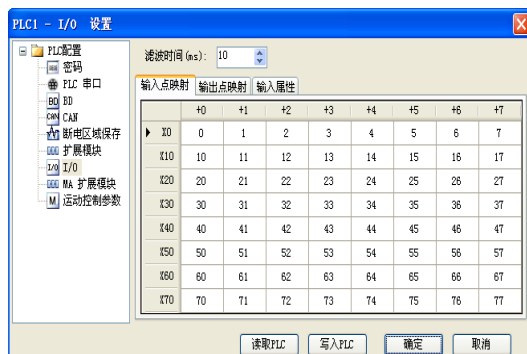 PLC1 - I/O 设置
PLC配置
密码
PLC 串口
BD BD
CAN CAN
断电区域保存
扩展模块
I/O I/O
MA 扩展模块
M 运动控制参数
滤波时间(ms): 10
输入点映射 输出点映射 输入属性
+0 +1 +2 +3 +4 +5 +6 +7
X0 0 1 2 3 4 5 6 7
X10 10 11 12 13 14 15 16 17
X20 20 21 22 23 24 25 26 27
X30 30 31 32 33 34 35 36 37
X40 40 41 42 43 44 45 46 47
X50 50 51 52 53 54 55 56 57
X60 60 61 62 63 64 65 66 67
X70 70 71 72 73 74 75 76 77
读取PLC 写入PLC 确定 取消